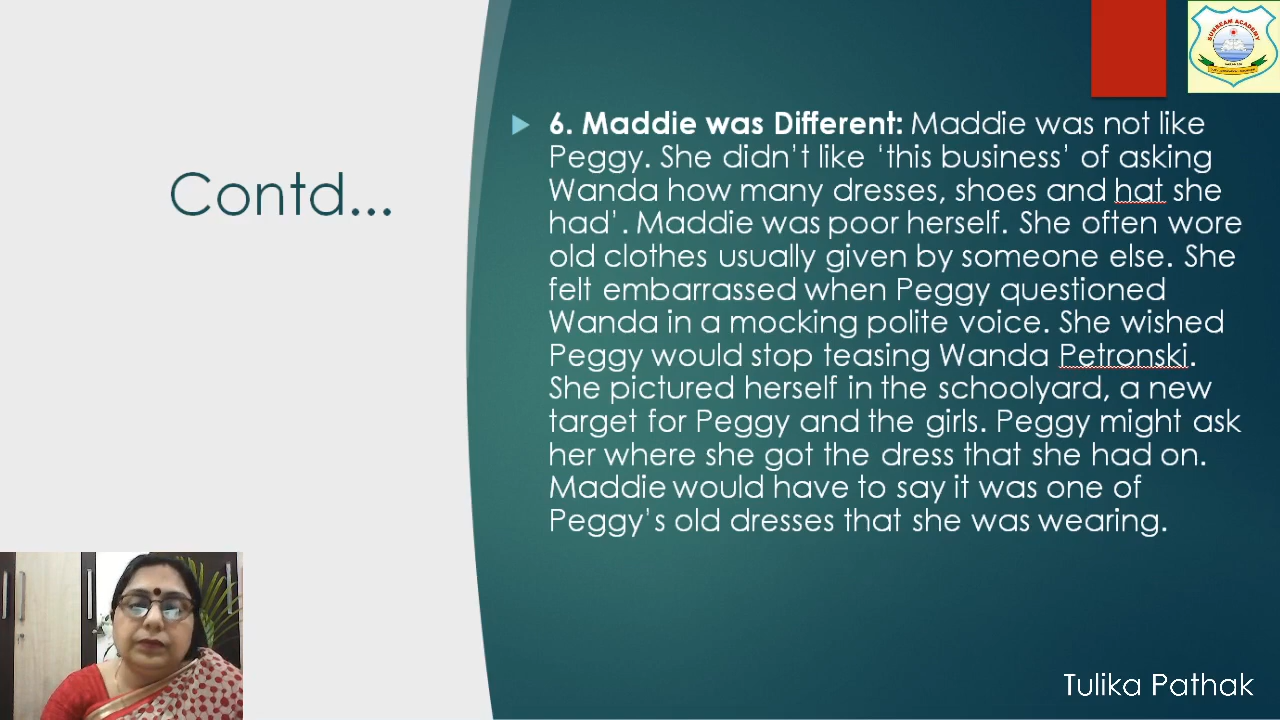 Contd...
6. Maddie was Different: Maddie was not like
Peggy. She didn't like 'this business' of asking
Wanda how many dresses, shoes and hat she
had'. Maddie was poor herself. She often wore
old clothes usually given by someone else. She
felt embarrassed when Peggy questioned
Wanda in a mocking polite voice. She wished
Peggy would stop teasing Wanda Petronski.
She pictured herself in the schoolyard, a new
target for Peggy and the girls. Peggy might ask
her where she got the dress that she had on.
Maddie would have to say it was one of
Peggy's old dresses that she was wearing.
SUNBEAM ACADEMY
Tulika Pathak